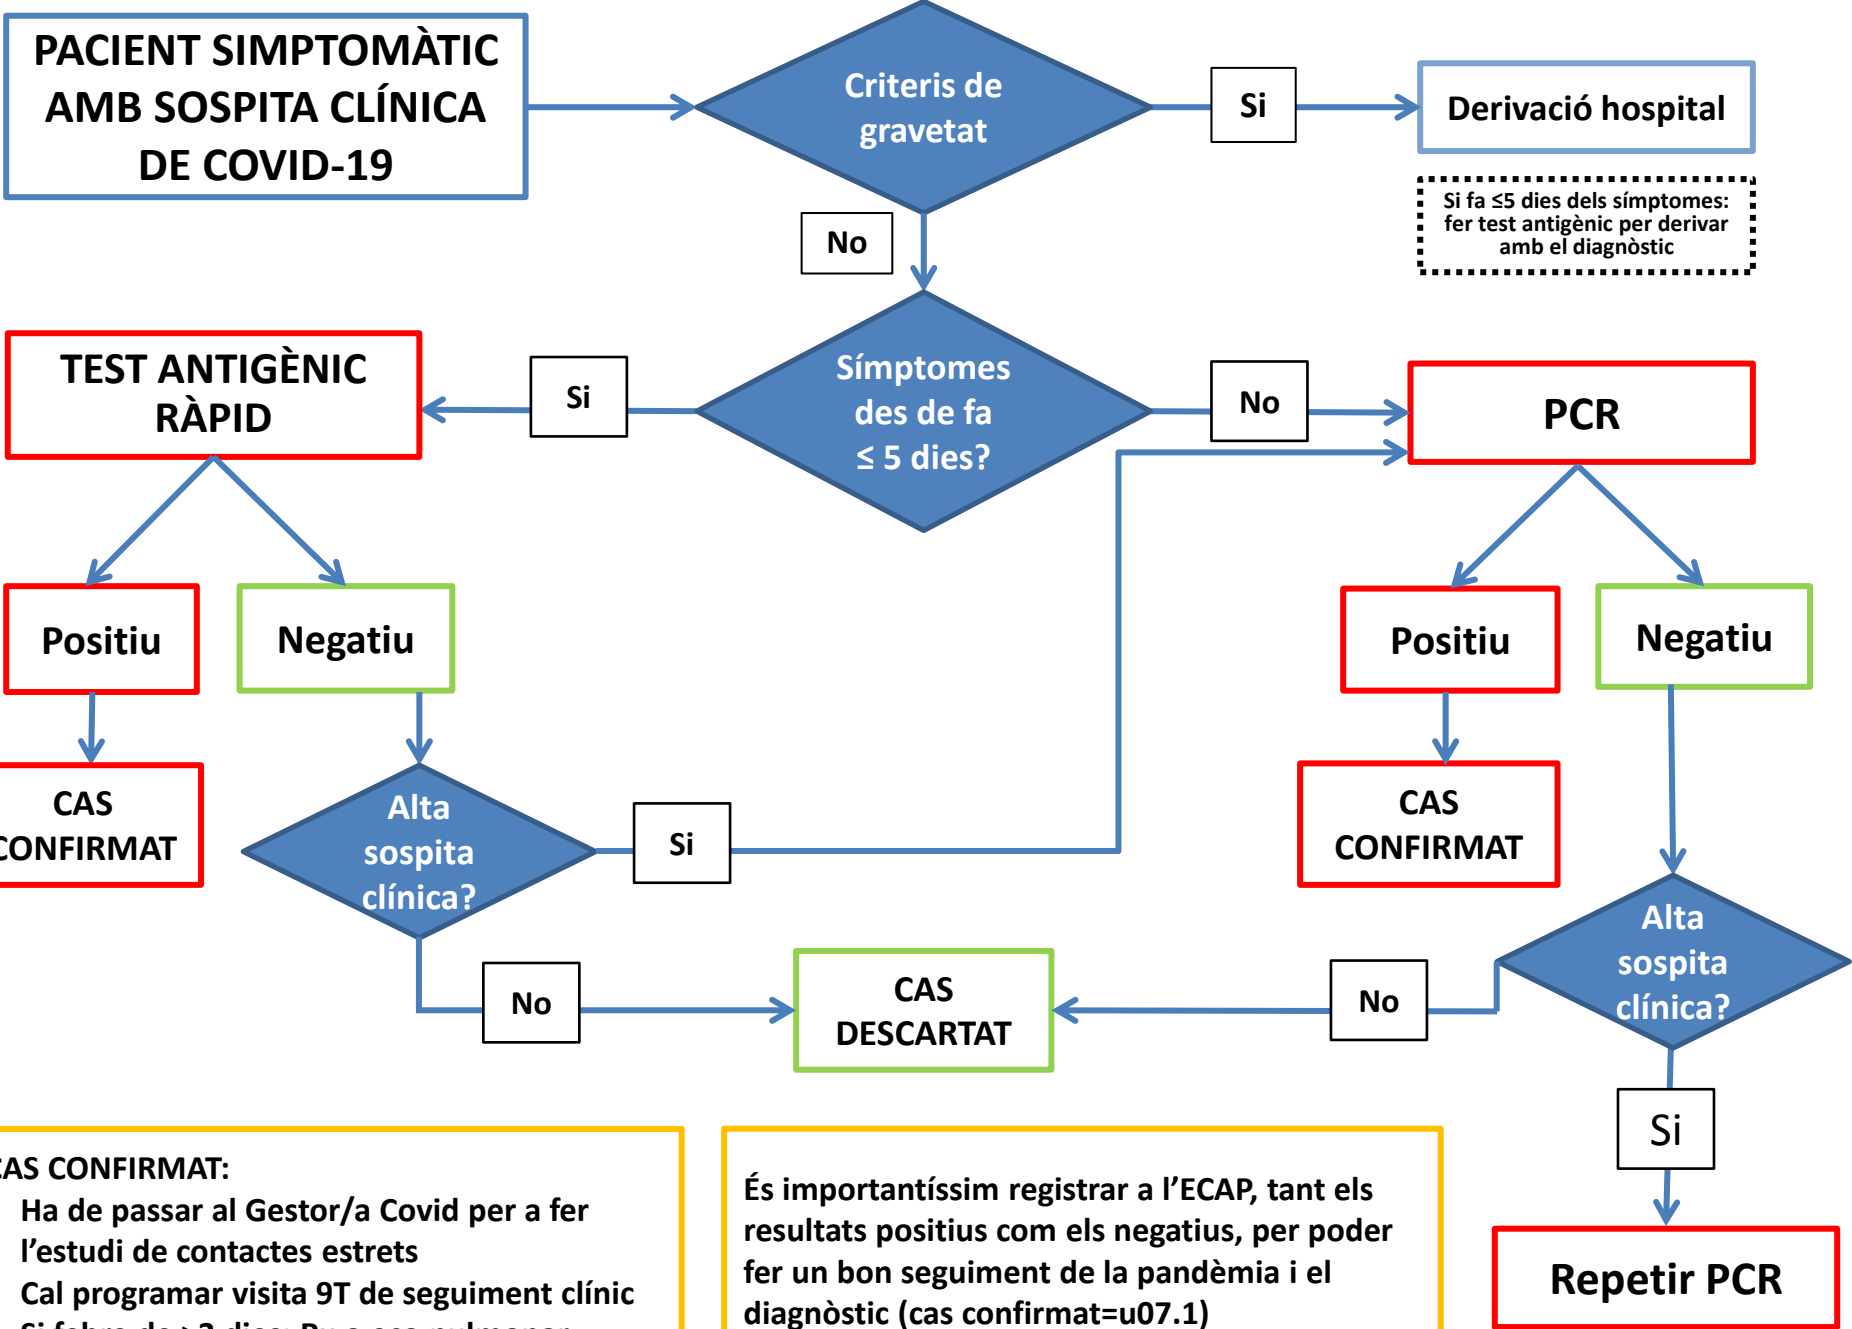 PACIENT SIMPTOMÀTIC
AMB SOSPITA CLÍNICA
DE COVID-19
Criteris de
gravetat
Si
Derivació hospital
Si fa ≤5 dies dels símptomes:
fer test antigènic per derivar
amb el diagnòstic
No
TEST ANTIGÈNIC
RÀPID
Si
Símptomes
des de fa
≤ 5 dies?
No
PCR
Positiu
Negatiu
Positiu
Negatiu
CAS
CONFIRMAT
Alta
sospita
clínica?
Si
CAS
CONFIRMAT
Alta
sospita
clínica?
No
CAS
DESCARTAT
No
Si
Repetir PCR
CAS CONFIRMAT:
Ha de passar al Gestor/a Covid per a fer
l'estudi de contactes estrets
Cal programar visita 9T de seguiment clínic
Si febre de
És importantíssim registrar a l'ECAP, tant els
resultats positius com els negatius, per poder
fer un bon seguiment de la pandèmia i el
diagnòstic (cas confirmat=u07.1)